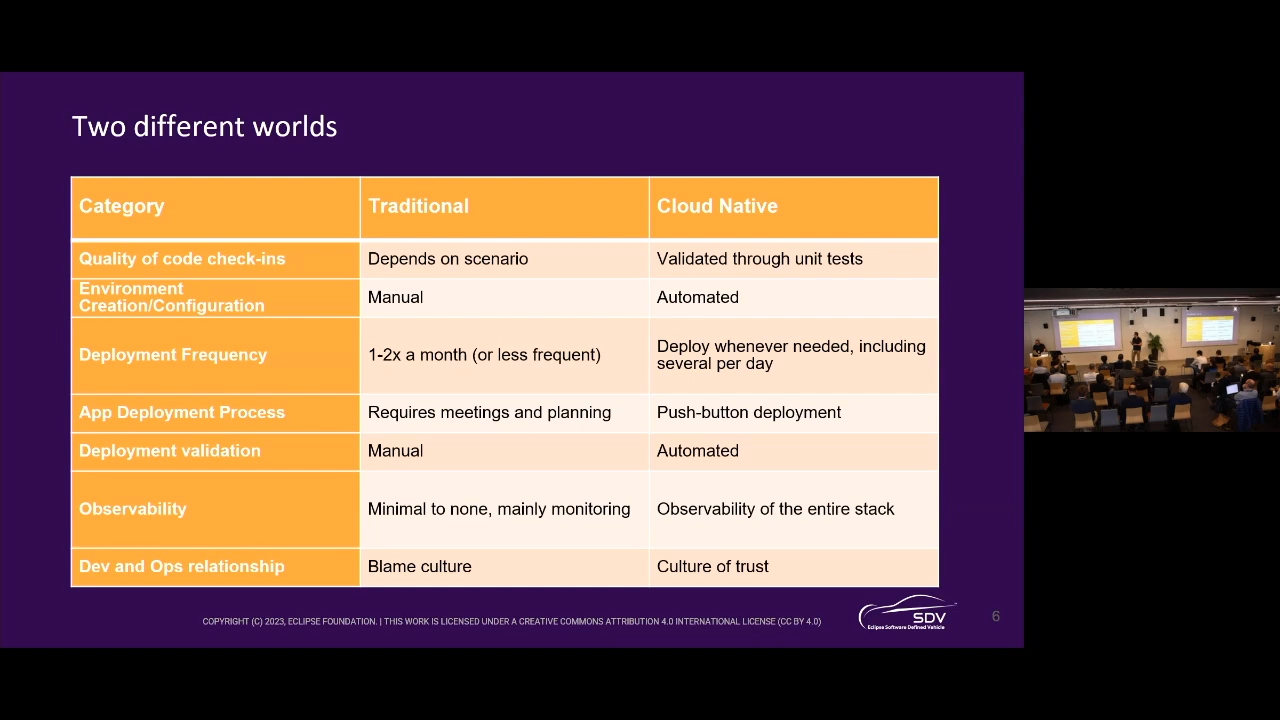 Two different worlds
Category
Traditional
Cloud Native
Quality of code check-ins
Depends on scenario
Validated through unit tests
Environment
Creation/Configuration
Manual
Automated
Deployment Frequency
1-2x a month (or less frequent)
Deploy whenever needed, including
several per day
App Deployment Process
Requires meetings and planning
Push-button deployment
Deployment validation
Manual
Automated
Observability
Minimal to none, mainly monitoring
Observability of the entire stack
Dev and Ops relationship
Blame culture
Culture of trust
COPYRIGHT (C) 2023, ECLIPSE FOUNDATION. | THIS WORK IS LICENSED UNDER A CREATIVE COMMONS ATTRIBUTION 4.0 INTERNATIONAL LICENSE (CC BY 4.0)
SDV
Eclipse Software Defined Vehicle
6